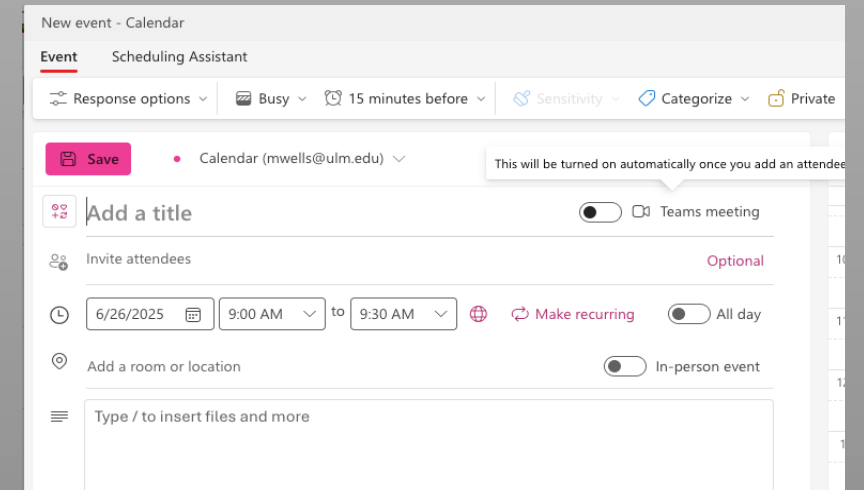 New event - Calendar
Event Scheduling Assistant
Response options Busy 15 minutes before Sensitivity Categorize Private
Save Calendar (mwells@ulm.edu)
This will be turned on automatically once you add an attendee
Add a title Teams meeting
Invite attendees Optional
6/26/2025 9:00 AM to 9:30 AM Make recurring All day
Add a room or location In-person event
Type / to insert files and more